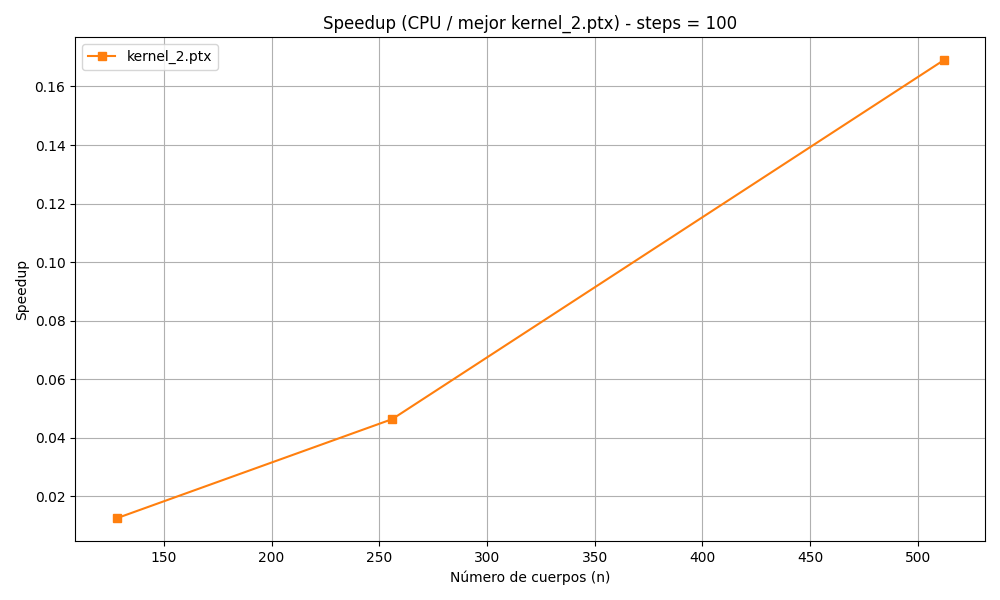 Speedup (CPU / mejor kernel_2.ptx) - steps = 100
kernel_2.ptx
0.16
0.14
0.12
0.10
0.08
0.06
0.04
0.02
Speedup
150 200 250 300 350 400 450 500
Número de cuerpos (n)